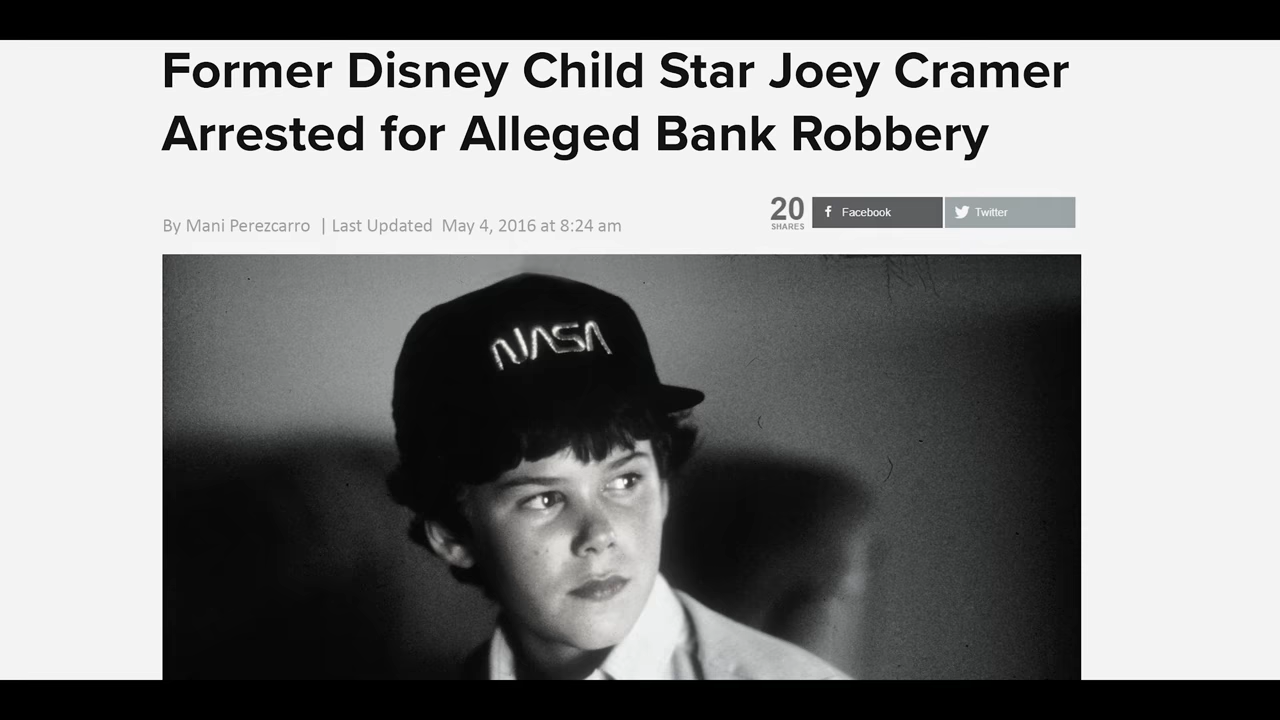 Former Disney Child Star Joey Cramer
Arrested for Alleged Bank Robbery
By Mani Perezcarro | Last Updated May 4, 2016 at 8:24 am
20
SHARES
Facebook
Twitter
NASA